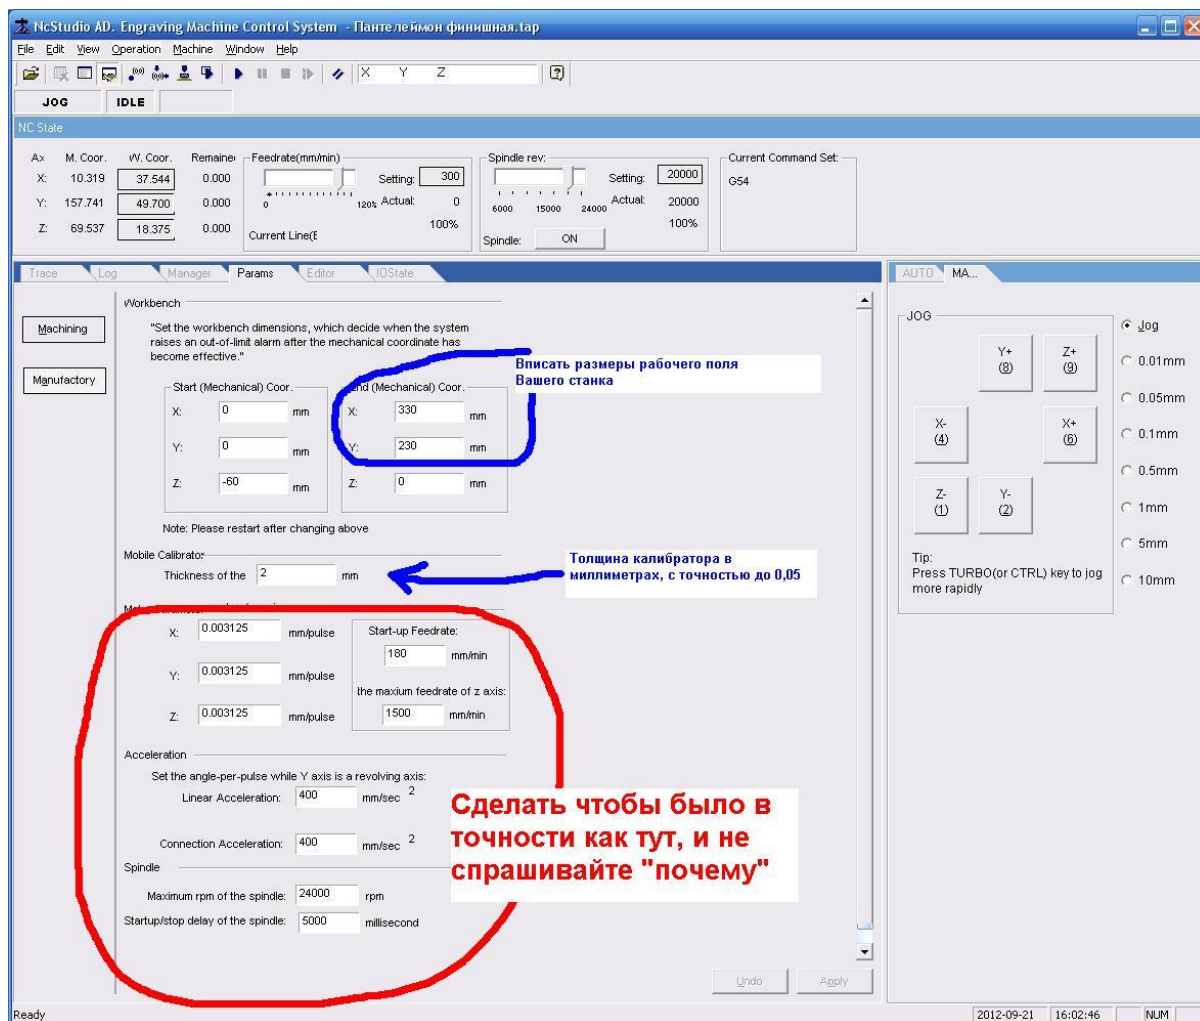 NcStudio AD. Engraving Machine Control System - Пантелеймон финишная.tap
File Edit View Operation Machine Window Help
X Y Z
JOG IDLE
NC State
Ax M. Coor. W. Coor. Remaine Feedrate(mm/min) Spindle rev: Current Command Set:
X: 10.319 37.544 0.000 Setting: 300 Setting: 20000 G54
Y: 157.741 49.700 0.000 0 120% Actual: 0 6000 15000 24000 Actual: 20000
Z: 69.537 18.375 0.000 Current Line(E 100% Spindle: ON 100%
Trace Log Manager Params Editor IOState
AUTO MA...
Machining
Manufactory
Workbench
"Set the workbench dimensions, which decide when the system
raises an out-of-limit alarm after the mechanical coordinate has
become effective."
Вписать размеры рабочего поля
Вашего станка
Start (Mechanical) Coor. End (Mechanical) Coor.
X: 0 mm X: 330 mm
Y: 0 mm Y: 230 mm
Z: -60 mm Z: 0 mm
Note: Please restart after changing above
Mobile Calibrator
Thickness of the 2 mm
Толщина калибратора в
миллиметрах, с точностью до 0,05
X: 0.003125 mm/pulse Start-up Feedrate:
180 mm/min
Y: 0.003125 mm/pulse
the maxium feedrate of z axis:
Z: 0.003125 mm/pulse 1500 mm/min
Acceleration
Set the angle-per-pulse while Y axis is a revolving axis:
Linear Acceleration: 400 mm/sec 2
Connection Acceleration: 400 mm/sec 2
Spindle
Maximum rpm of the spindle: 24000 rpm
Startup/stop delay of the spindle: 5000 millisecond
Сделать чтобы было в
точности как тут, и не
спрашивайте "почему"
Undo Apply
JOG
Y+
(8)
Z+
(9)
X-
(4)
X+
(6)
Z-
(1)
Y-
(2)
Tip:
Press TURBO(or CTRL) key to jog
more rapidly
Jog
0.01mm
0.05mm
0.1mm
0.5mm
1mm
5mm
10mm
Ready 2012-09-21 16:02:46 NUM